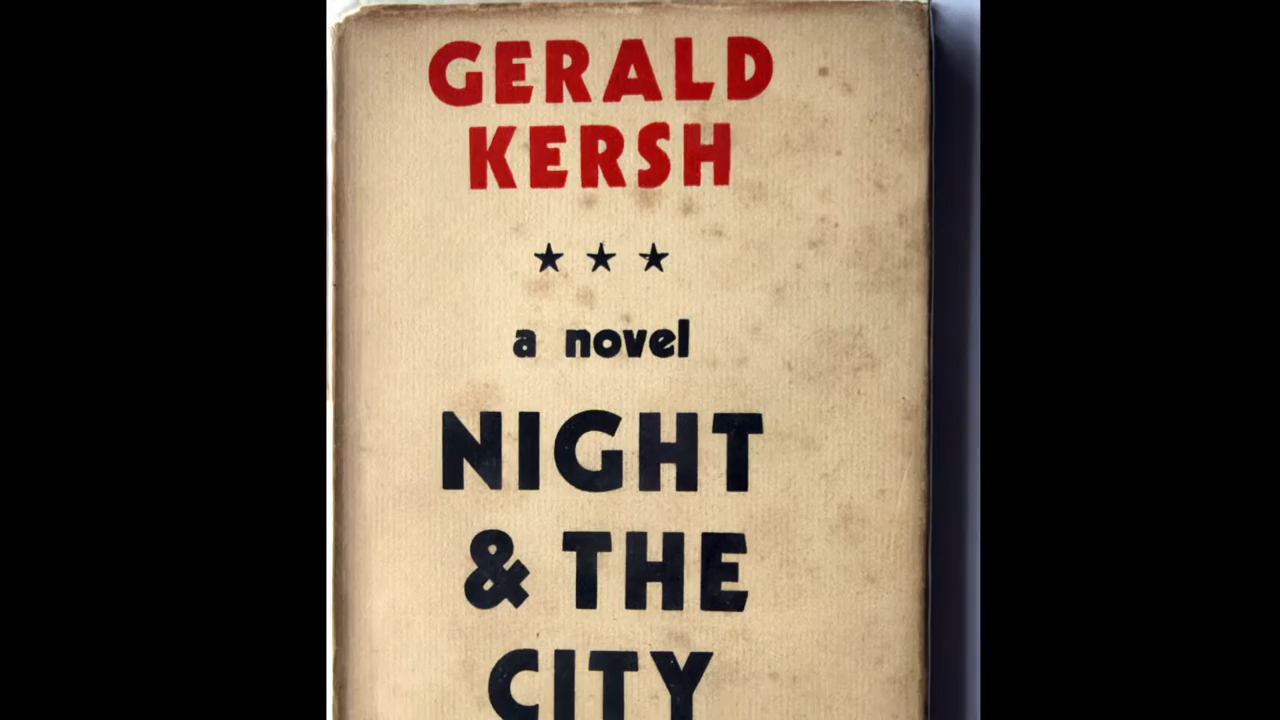 GERALD
KERSH
★ ★ ★
a novel
NIGHT
& THE
CITY